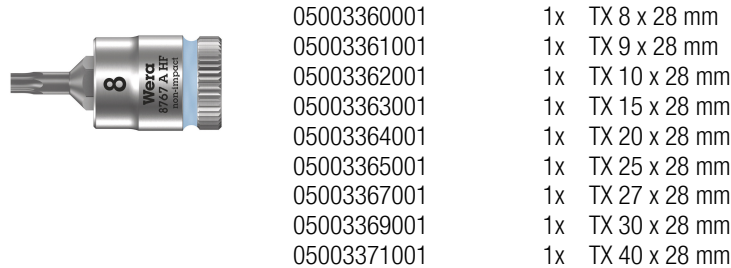 8
Wera
8767 A HF
non-impact
05003360001 1x TX 8 x 28 mm
05003361001 1x TX 9 x 28 mm
05003362001 1x TX 10 x 28 mm
05003363001 1x TX 15 x 28 mm
05003364001 1x TX 20 x 28 mm
05003365001 1x TX 25 x 28 mm
05003367001 1x TX 27 x 28 mm
05003369001 1x TX 30 x 28 mm
05003371001 1x TX 40 x 28 mm